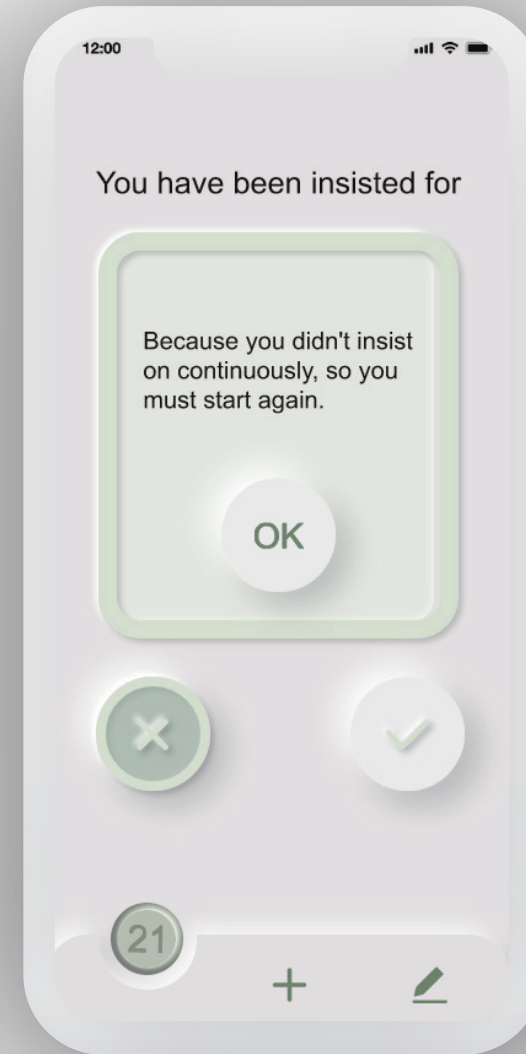 12:00
You have been insisted for
Because you didn't insist
on continuously, so you
must start again.
OK
21